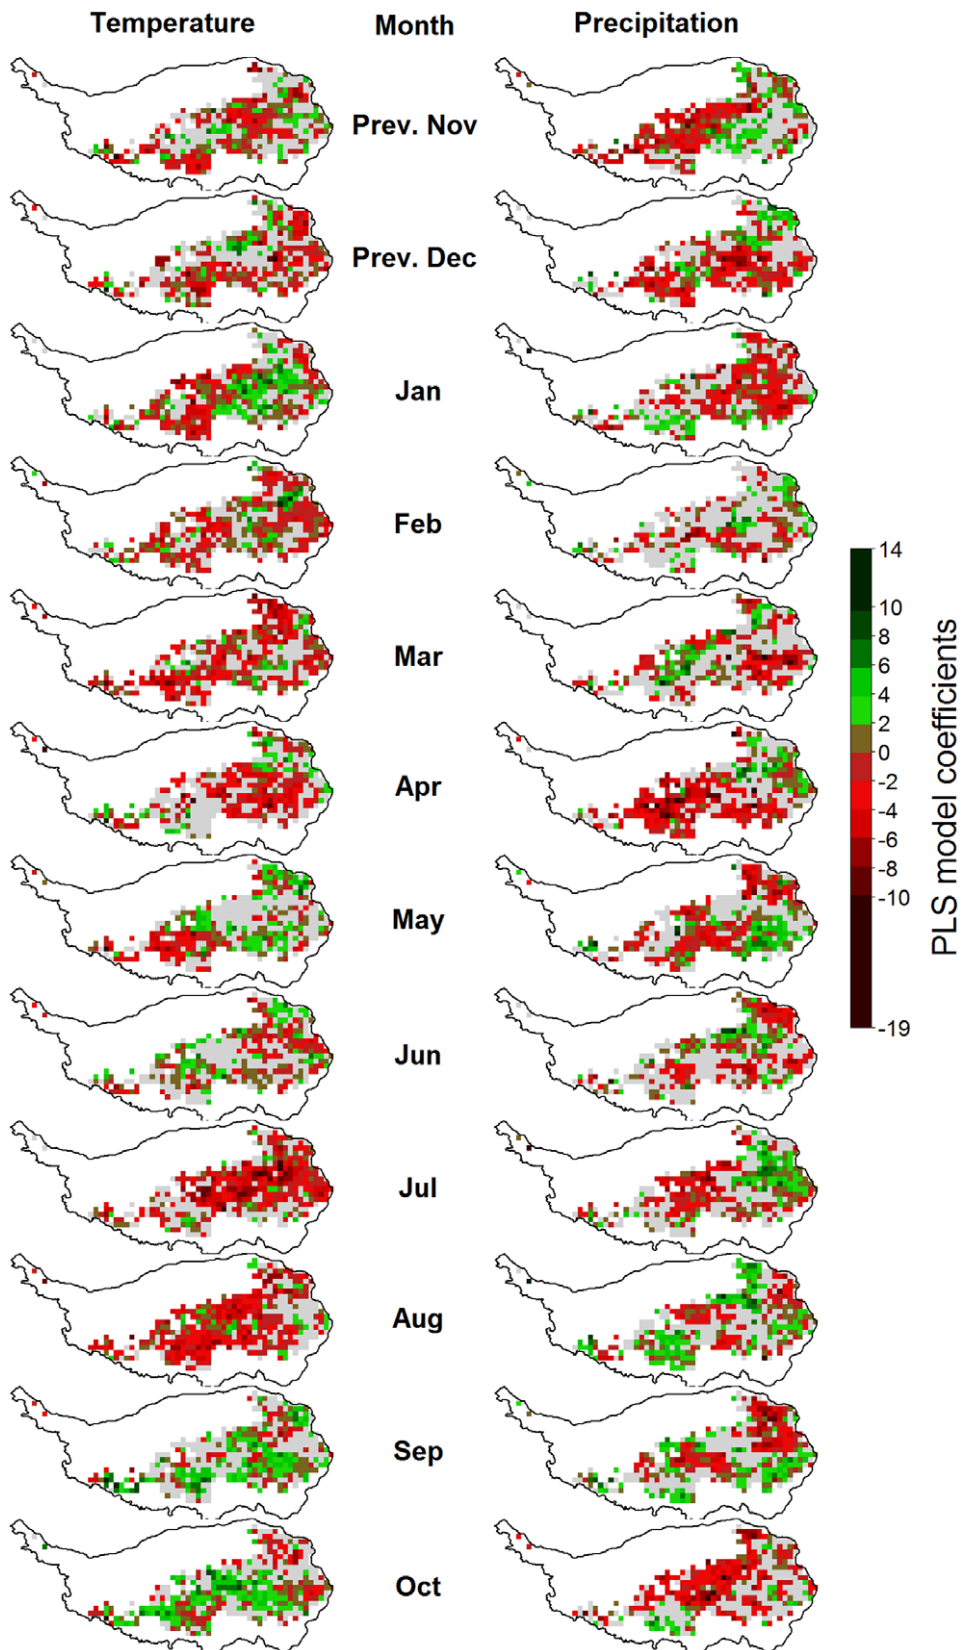 Temperature Month Precipitation
Prev. Nov
Prev. Dec
Jan
Feb
Mar
Apr
May
Jun
Jul
Aug
Sep
Oct
14
10
8
6
4
2
0
-2
-4
-6
-8
-10
-19
PLS model coefficients